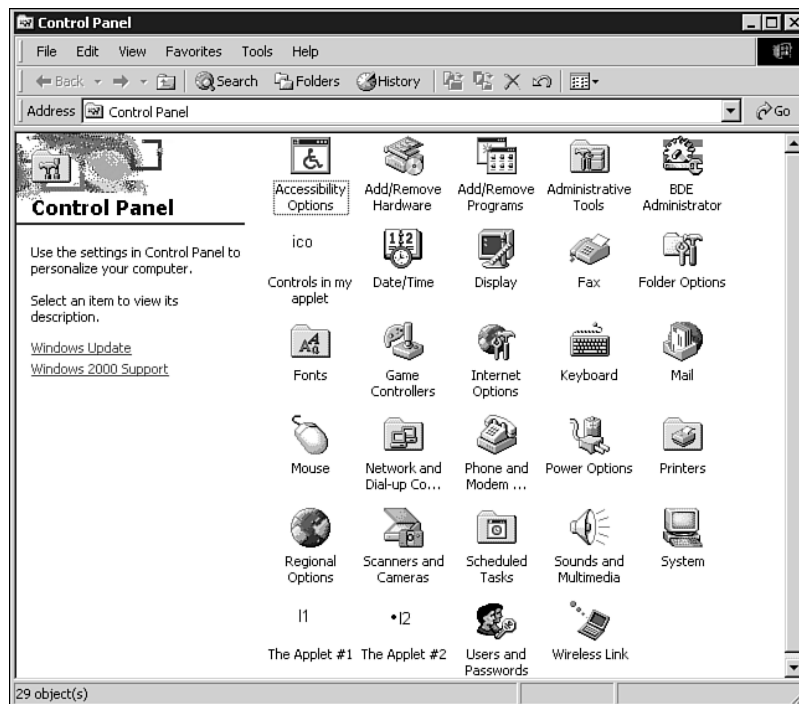 Control Panel
File Edit View Favorites Tools Help
Back Search Folders History
Address Control Panel Go
Control Panel
Use the settings in Control Panel to
personalize your computer.
Select an item to view its
description.
Windows Update
Windows 2000 Support
Accessibility Add/Remove Add/Remove Administrative BDE
Options Hardware Programs Tools Administrator
ico
12
Controls in my Date/Time Display Fax Folder Options
applet
Fonts Game Internet Keyboard Mail
Controllers Options
Mouse Network and Phone and Power Options Printers
Dial-up Co... Modem ...
Regional Scanners and Scheduled Sounds and System
Options Cameras Tasks Multimedia
I1 •I2
The Applet #1 The Applet #2 Users and Wireless Link
Passwords
29 object(s)